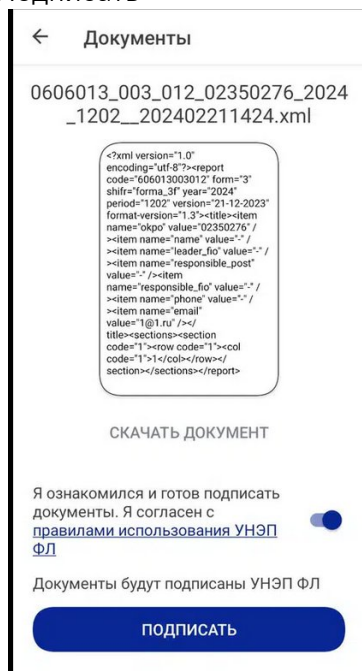 Подписать
← Документы
0606013_003_012_02350276_2024
_1202__202402211424.xml
<?xml version="1.0"
encoding="utf-8"?><report
code="606013003012" form="3"
shifr="forma_3f" year="2024"
period="1202" version="21-12-2023"
format-version="1.3"><title><item
name="okpo" value="02350276" /
><item name="name" value="-" /
><item name="leader_fio" value="-" /
><item name="responsible_post"
value="-" /><item
name="responsible_fio" value="-" /
><item name="phone" value="-" /
><item name="email"
value="1@1.ru" /></
title><sections><section
code="1"><row code="1"><col
code="1">1</col></row></
section></sections></report>
СКАЧАТЬ ДОКУМЕНТ
Я ознакомился и готов подписать
документы. Я согласен с
правилами использования УНЭП
ФЛ
Документы будут подписаны УНЭП ФЛ
ПОДПИСАТЬ